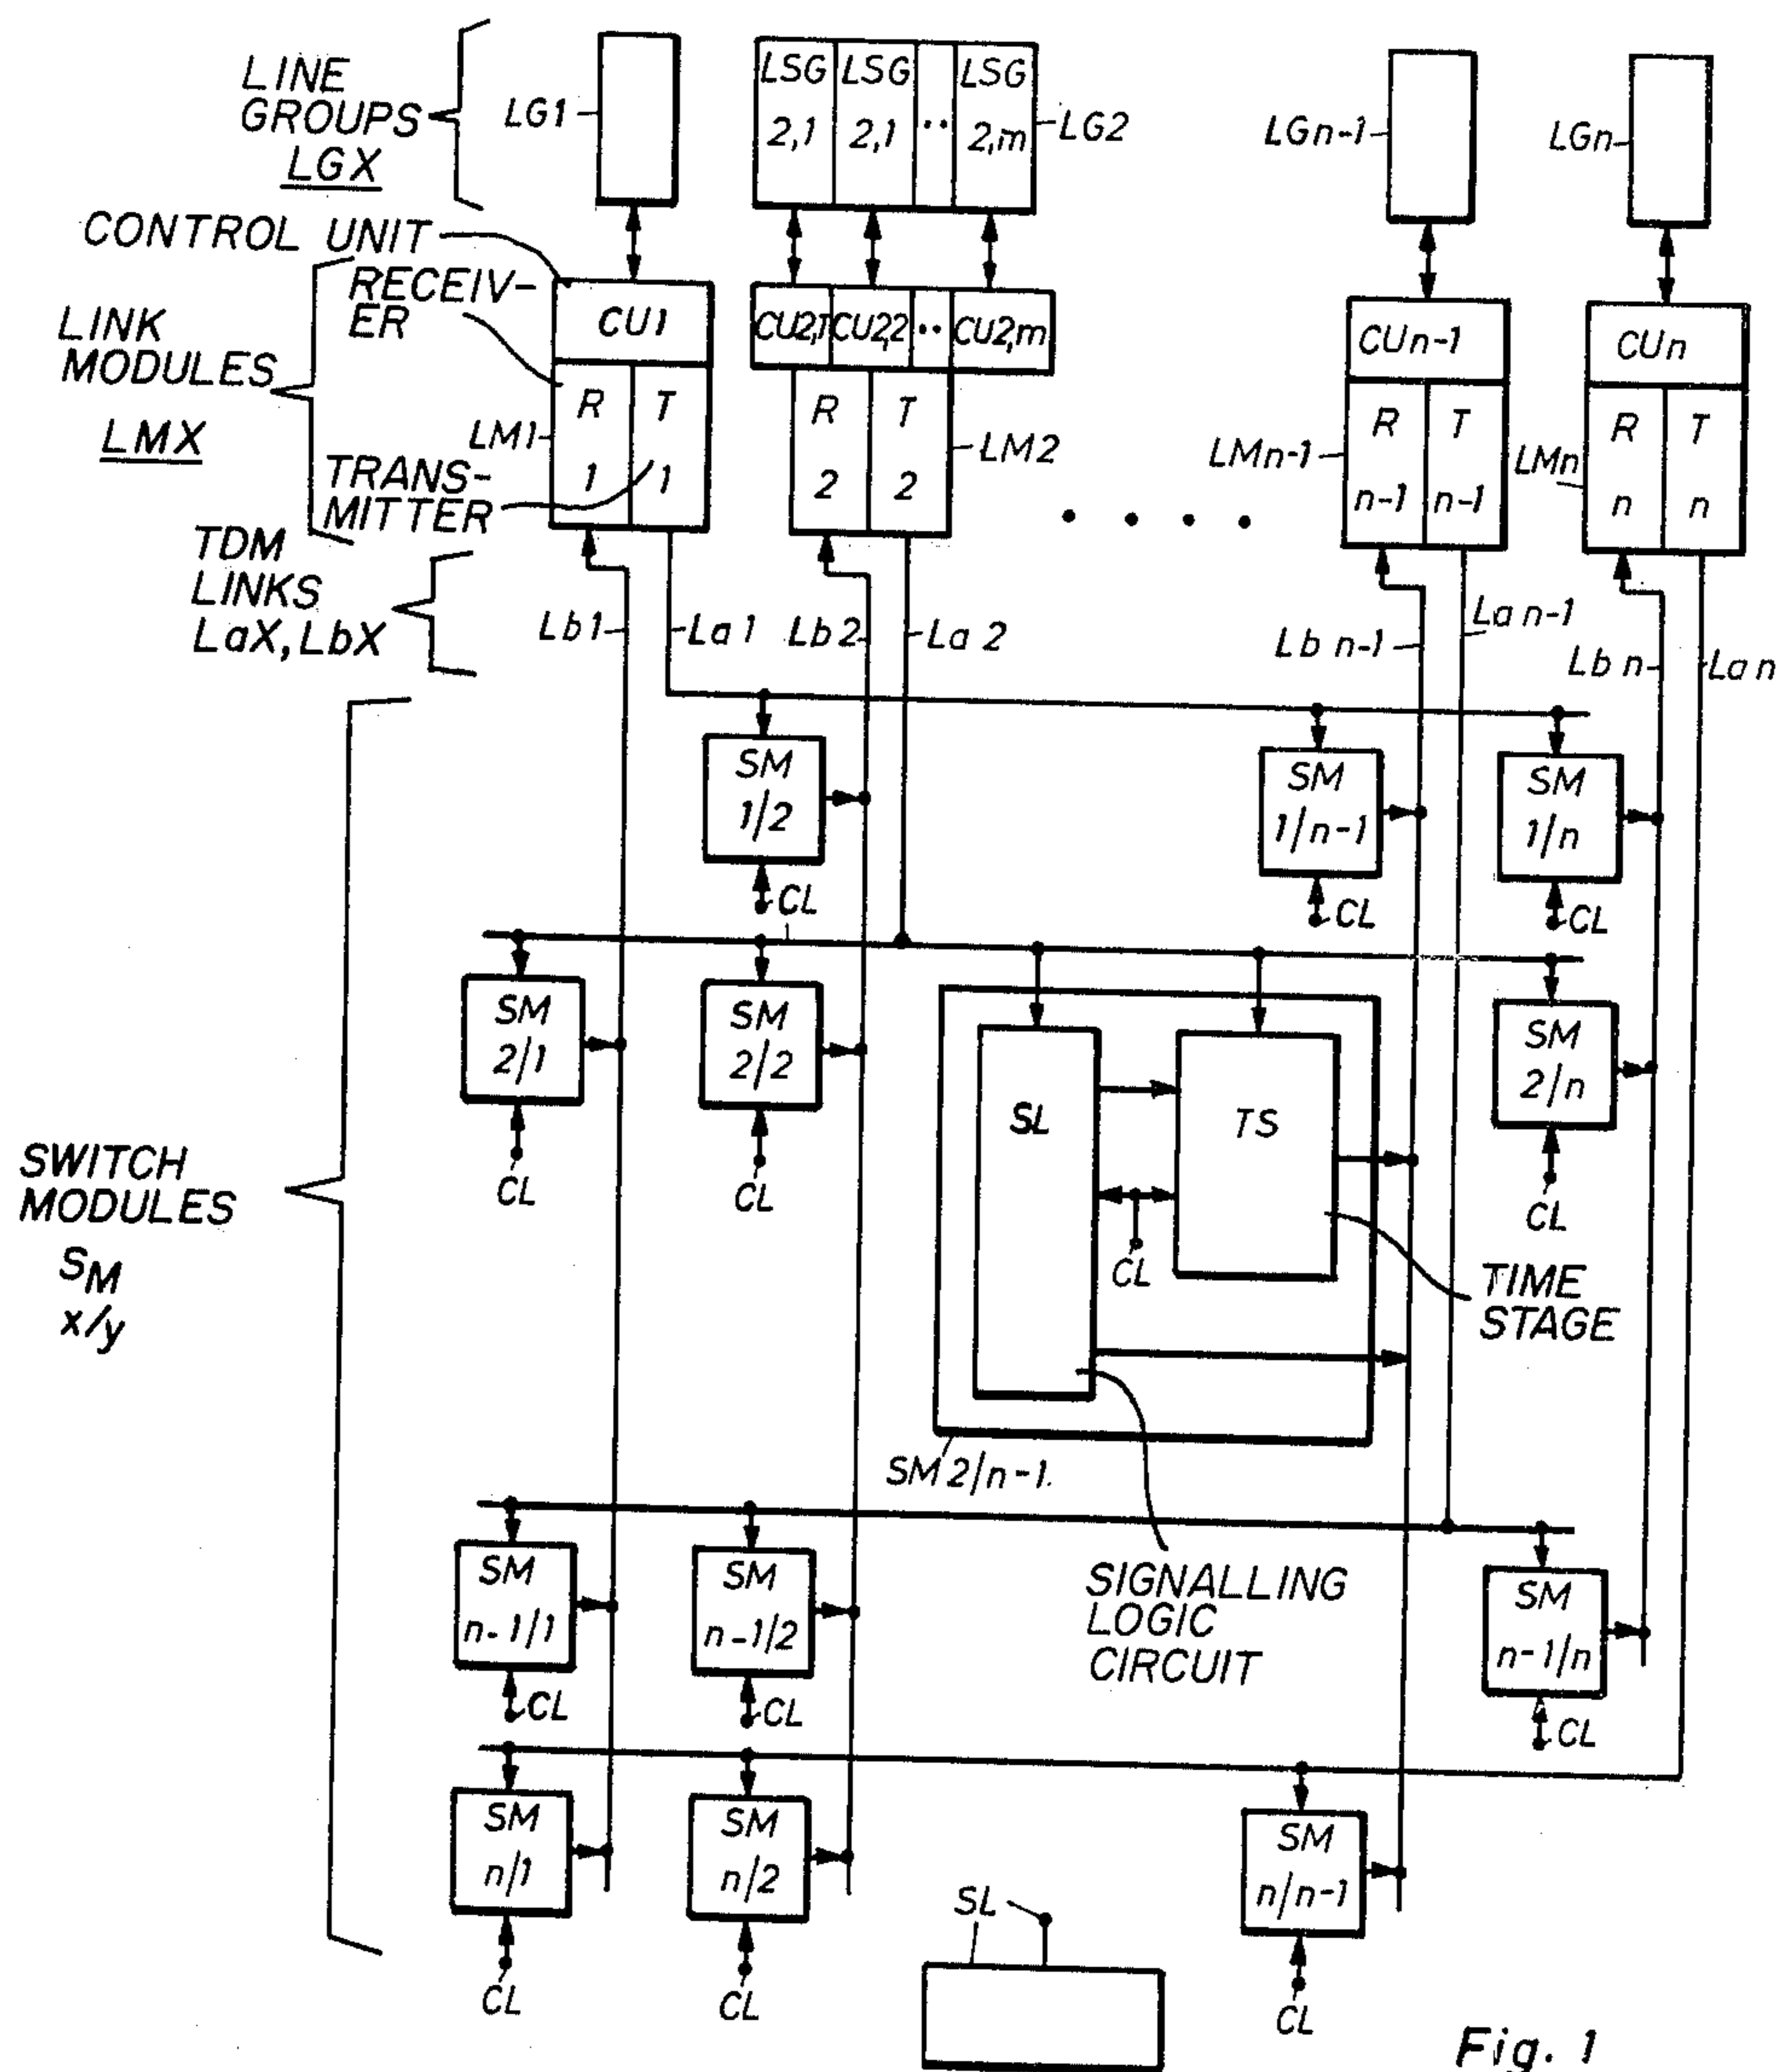 LINE
GROUPS
LGX
LG1
LSG
2,1
LSG
2,1
..
LSG
2,m
LG2
LGn-1
LGn
CONTROL UNIT
RECEIV-
ER
LINK
MODULES
LMX
CU1
CU2,1
CU2,2
..
CU2,m
CUn-1
CUn
R
1
T
1
LM1
TRANS-
MITTER
R
2
T
2
LM2
. . . .
LMn-1
R
n-1
T
n-1
LMn
R
n
T
n
TDM
LINKS
LaX, LbX
Lb1
La1
Lb2
La2
Lb n-1
La n-1
Lb n
La n
SM
1/2
SM
1/n-1
SM
1/n
CL
CL
CL
SM
2/1
SM
2/2
SM
2/n
SL
TS
CL
CL
CL
CL
SWITCH
MODULES
SM
x/y
TIME
STAGE
SM2/n-1.
SM
n-1/1
SM
n-1/2
SIGNALLING
LOGIC
CIRCUIT
SM
n-1/n
CL
CL
CL
SM
n/1
SM
n/2
SM
n/n-1
SL
CL
CL
CL
Fig. 1